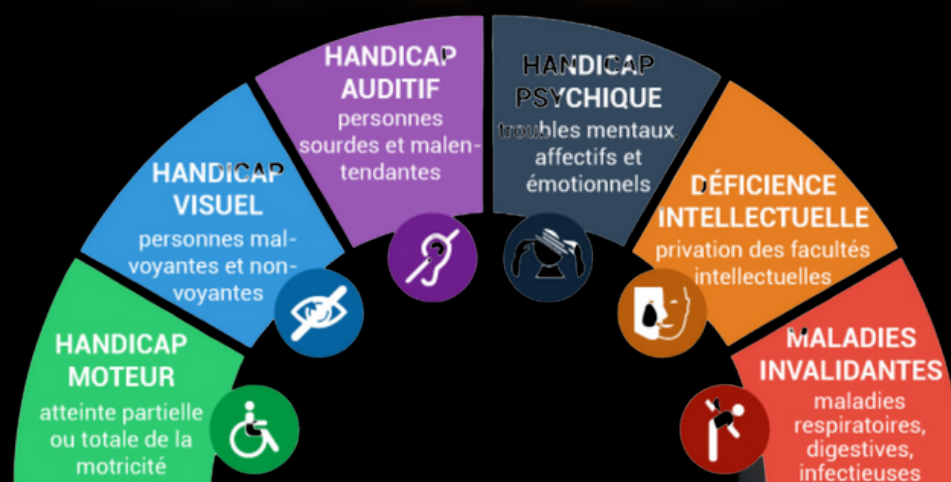 HANDICAP
MOTEUR
atteinte partielle
ou totale de la
motricité
HANDICAP
VISUEL
personnes mal-
voyantes et non-
voyantes
HANDICAP
AUDITIF
personnes
sourdes et malen-
tendantes
HANDICAP
PSYCHIQUE
troubles mentaux,
affectifs et
émotionnels
DÉFICIENCE
INTELLECTUELLE
privation des facultés
intellectuelles
MALADIES
INVALIDANTES
maladies
respiratoires,
digestives,
infectieuses